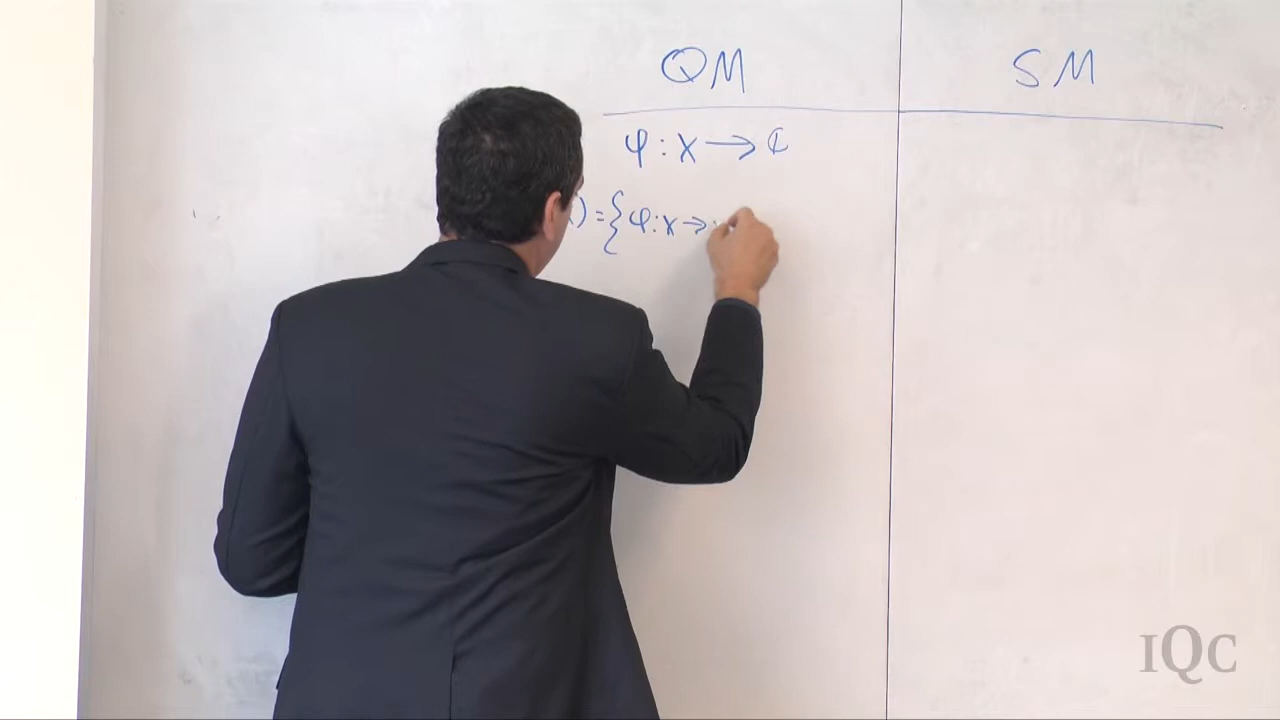 QM
SM
φ : X → ℂ
) = { φ : X →
IQC